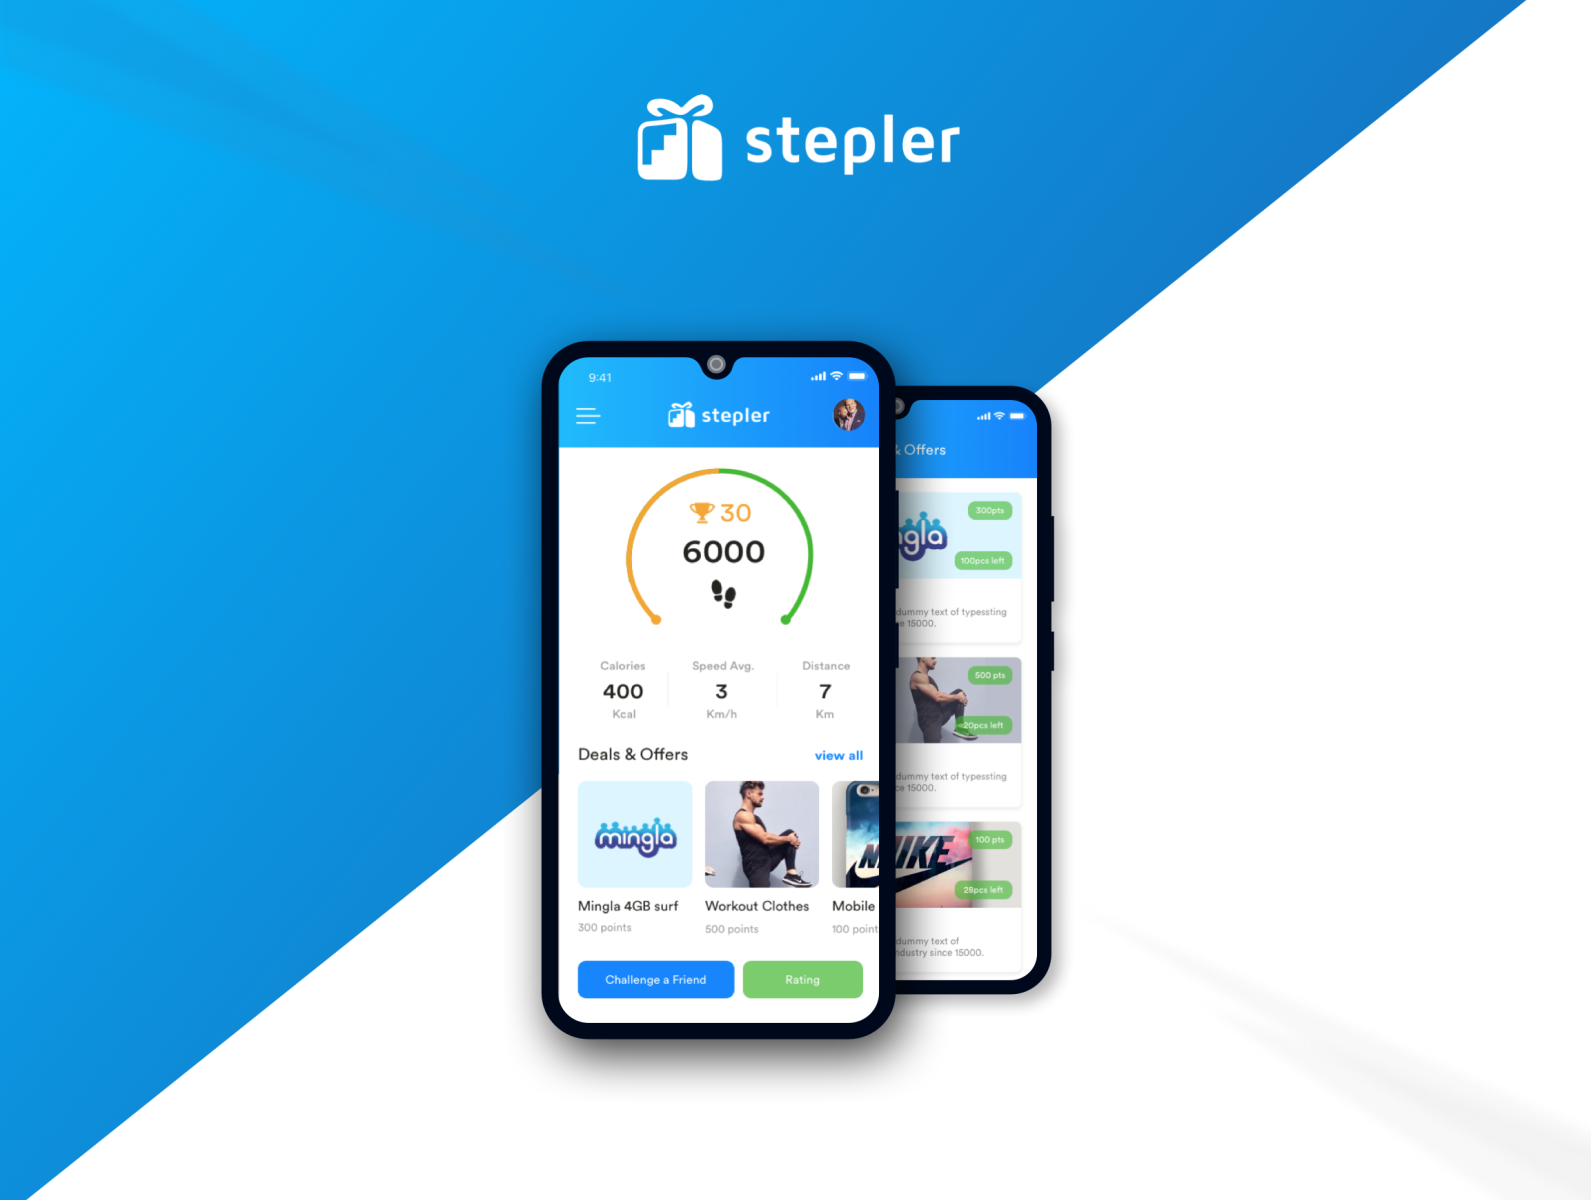 stepler
9:41
stepler
30
6000
Calories
Speed Avg.
Distance
400
3
7
Kcal
Km/h
Km
Deals & Offers
view all
mingla
Mingla 4GB surf
Workout Clothes
Mobile
300 points
500 points
100 point
Challenge a Friend
Rating
& Offers
ngla
300pts
100pcs left
dummy text of typessting
e 15000.
500 pts
20pcs left
dummy text of typessting
ce 15000.
NIKE
100 pts
28pcs left
dummy text of
ndustry since 15000.